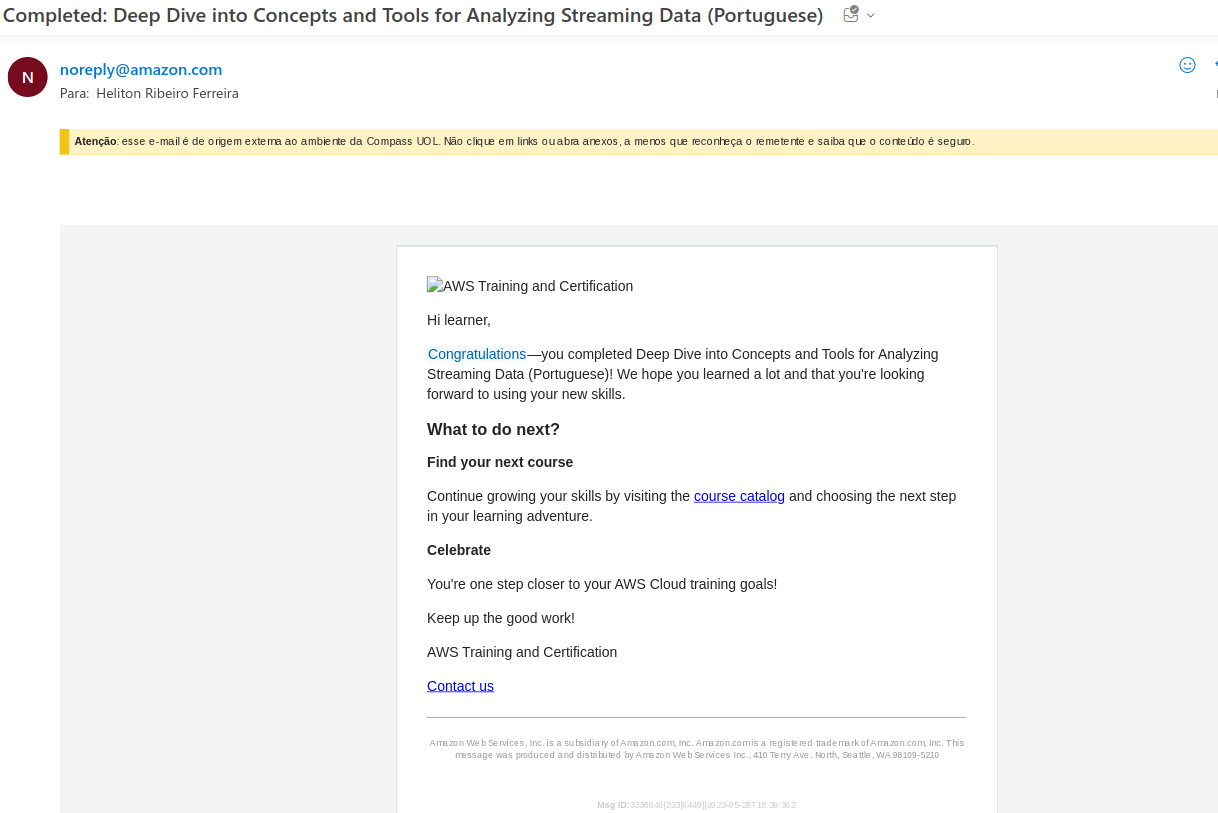 Completed: Deep Dive into Concepts and Tools for Analyzing Streaming Data (Portuguese)
N
noreply@amazon.com
Para: Heliton Ribeiro Ferreira
Atenção: esse e-mail é de origem externa ao ambiente da Compass UOL. Não clique em links ou abra anexos, a menos que reconheça o remetente e saiba que o conteúdo é seguro.
AWS Training and Certification
Hi learner,
Congratulations—you completed Deep Dive into Concepts and Tools for Analyzing
Streaming Data (Portuguese)! We hope you learned a lot and that you're looking
forward to using your new skills.
What to do next?
Find your next course
Continue growing your skills by visiting the course catalog and choosing the next step
in your learning adventure.
Celebrate
You're one step closer to your AWS Cloud training goals!
Keep up the good work!
AWS Training and Certification
Contact us
Amazon Web Services, Inc. is a subsidiary of Amazon.com, Inc. Amazon.com is a registered trademark of Amazon.com, Inc. This
message was produced and distributed by Amazon Web Services Inc., 410 Terry Ave. North, Seattle, WA 98109-5210
Msg ID:3336840|233|6449||2023-05-28T18:39:36Z